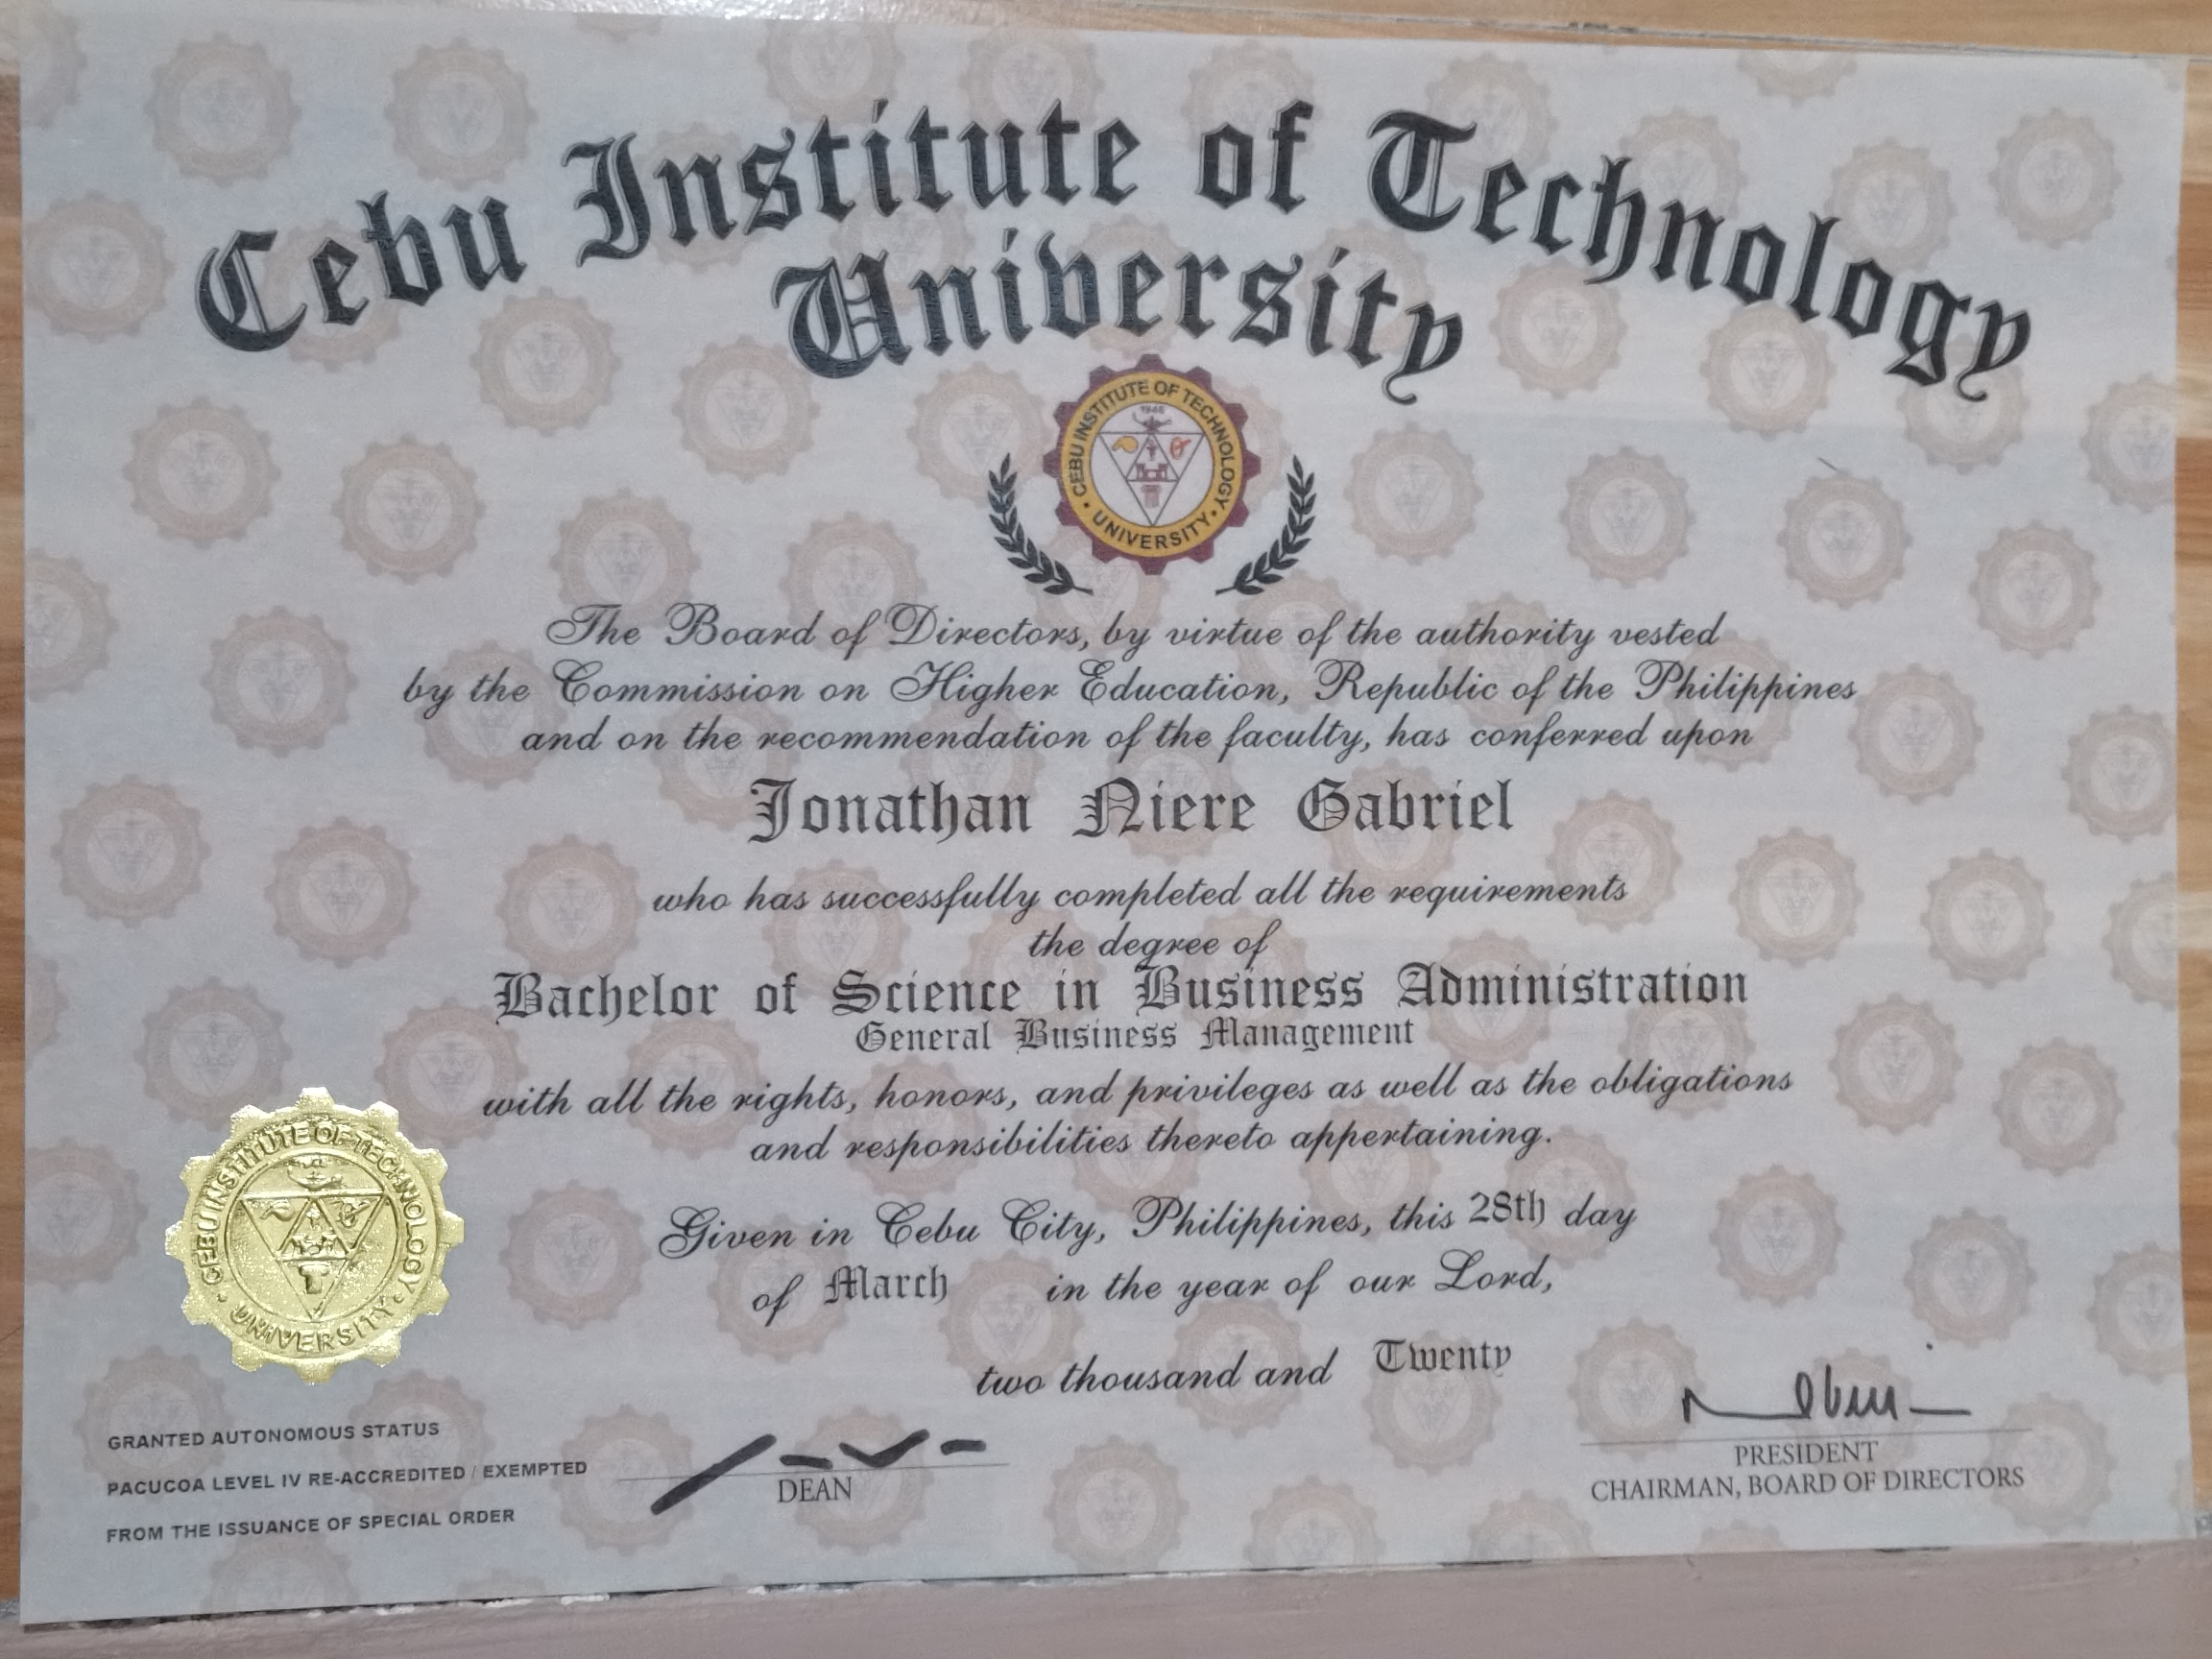 Cebu Institute of Technology
University
CEBU INSTITUTE OF TECHNOLOGY
1946
UNIVERSITY
The Board of Directors, by virtue of the authority vested
by the Commission on Higher Education, Republic of the Philippines
and on the recommendation of the faculty, has conferred upon
Jonathan Niere Gabriel
who has successfully completed all the requirements
the degree of
Bachelor of Science in Business Administration
General Business Management
with all the rights, honors, and privileges as well as the obligations
and responsibilities thereto appertaining.
Given in Cebu City, Philippines, this 28th day
of March in the year of our Lord,
two thousand and Twenty
CEBU INSTITUTE OF TECHNOLOGY
UNIVERSITY
GRANTED AUTONOMOUS STATUS
PACUCOA LEVEL IV RE-ACCREDITED / EXEMPTED
FROM THE ISSUANCE OF SPECIAL ORDER
DEAN
PRESIDENT
CHAIRMAN, BOARD OF DIRECTORS